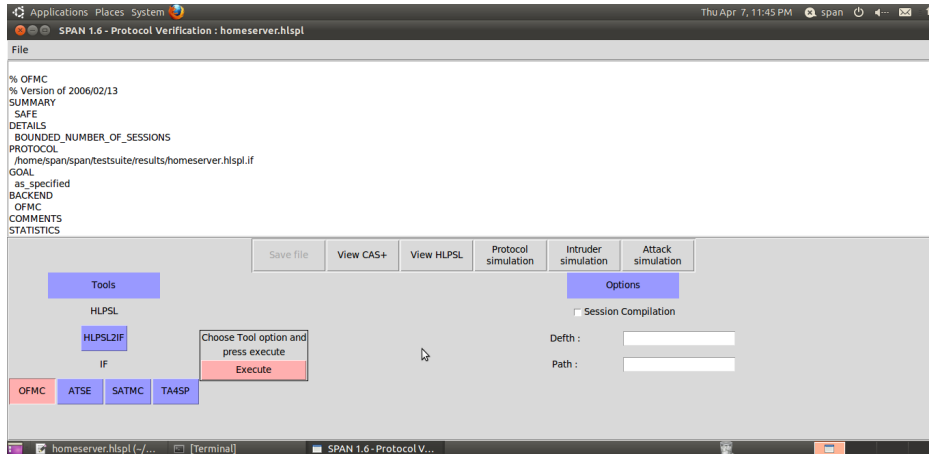 Applications Places System Thu Apr 7, 11:45 PM span
SPAN 1.6 - Protocol Verification : homeserver.hlspl
File
% OFMC
% Version of 2006/02/13
SUMMARY
SAFE
DETAILS
BOUNDED_NUMBER_OF_SESSIONS
PROTOCOL
/home/span/span/testsuite/results/homeserver.hlspl.if
GOAL
as_specified
BACKEND
OFMC
COMMENTS
STATISTICS
Save file View CAS+ View HLPSL Protocol simulation Intruder simulation Attack simulation
Tools
HLPSL
HLPSL2IF
IF
OFMC ATSE SATMC TA4SP
Choose Tool option and
press execute
Execute
Options
Session Compilation
Defth :
Path :
homeserver.hlspl (~/... [Terminal] SPAN 1.6 - Protocol V...